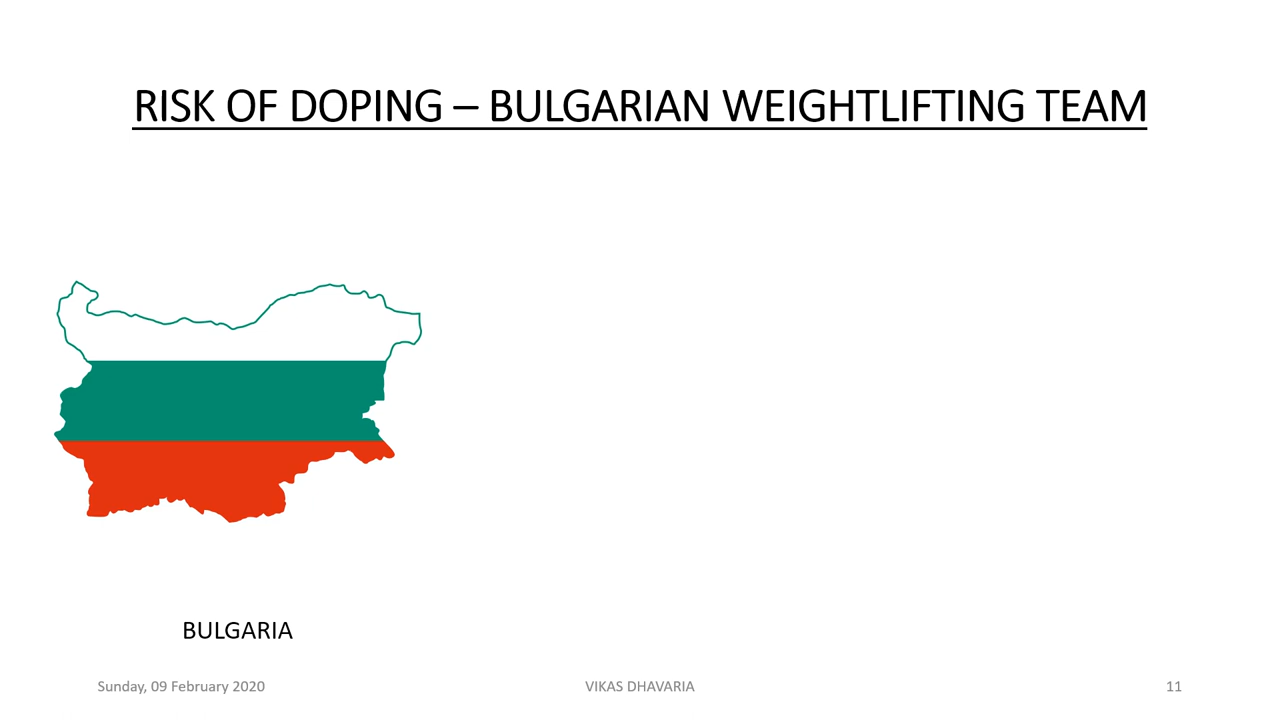 RISK OF DOPING – BULGARIAN WEIGHTLIFTING TEAM
BULGARIA
Sunday, 09 February 2020
VIKAS DHAVARIA
11